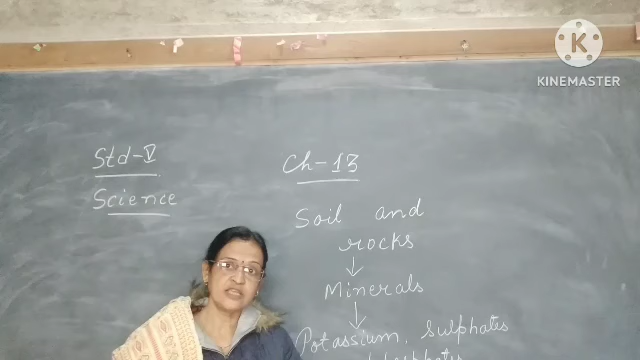 KINEMASTER
Std-V
Science
Ch-13
Soil and
rocks
Minerals
Potassium, Sulphates